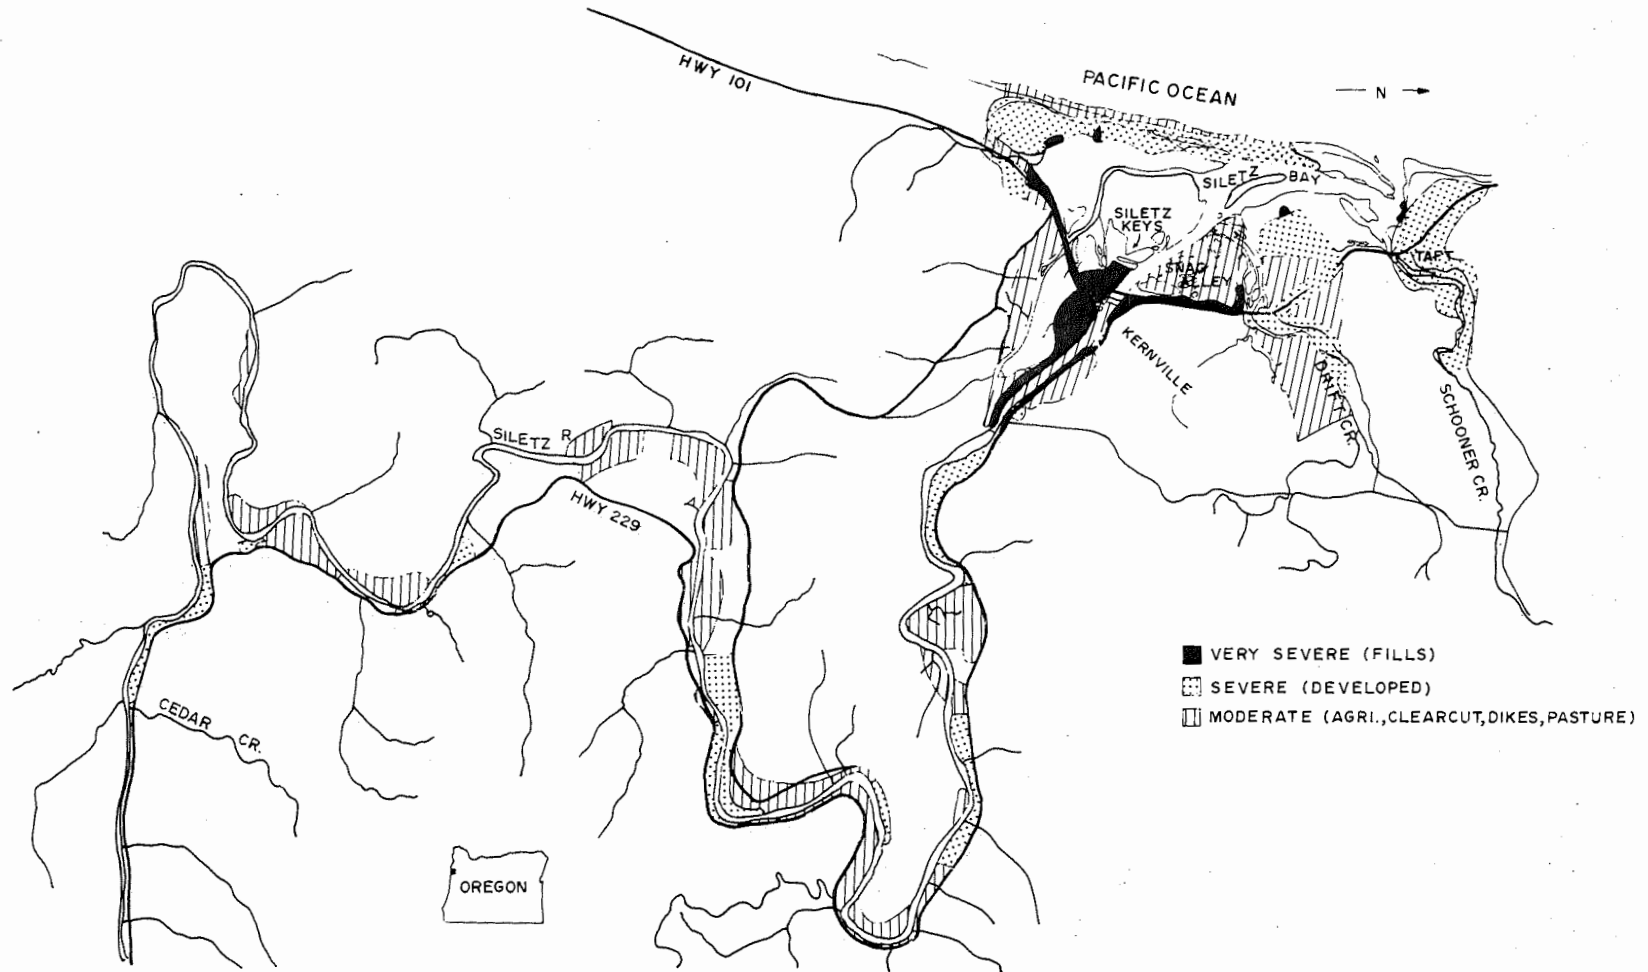 HWY 101
PACIFIC OCEAN
N
SILETZ BAY
SILETZ
KEYS
SNAG
ALLEY
TAFT
KERNVILLE
DRIFT CR.
SCHOONER CR.
SILETZ R.
HWY 229
CEDAR CR.
OREGON
VERY SEVERE (FILLS)
SEVERE (DEVELOPED)
MODERATE (AGRI.,CLEARCUT,DIKES,PASTURE)